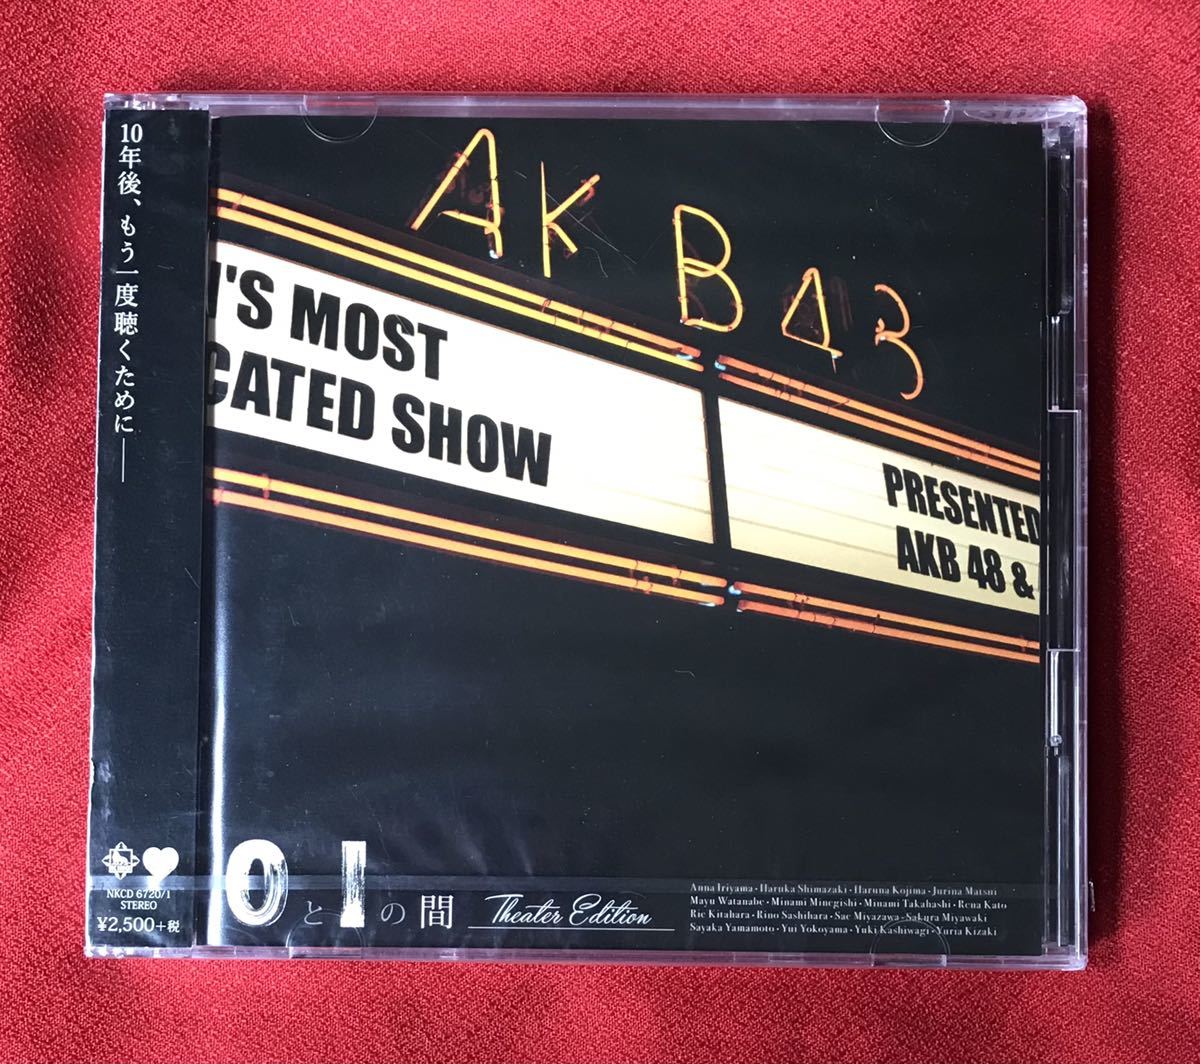 10年後、もう一度聴くために——
AKB48
'S MOST
CATED SHOW
PRESENTED
AKB 48 &
0と1の間 Theater Edition
Anna Iriyama・Haruka Shimazaki・Haruna Kojima・Jurina Matsui
Mayu Watanabe・Minami Minegishi・Minami Takahashi・Rena Kato
Rie Kitahara・Rino Sashihara・Sae Miyazawa・Sakura Miyawaki
Sayaka Yamamoto・Yui Yokoyama・Yuki Kashiwagi・Yuria Kizaki
NKCD 6720/1
STEREO
¥2,500+税